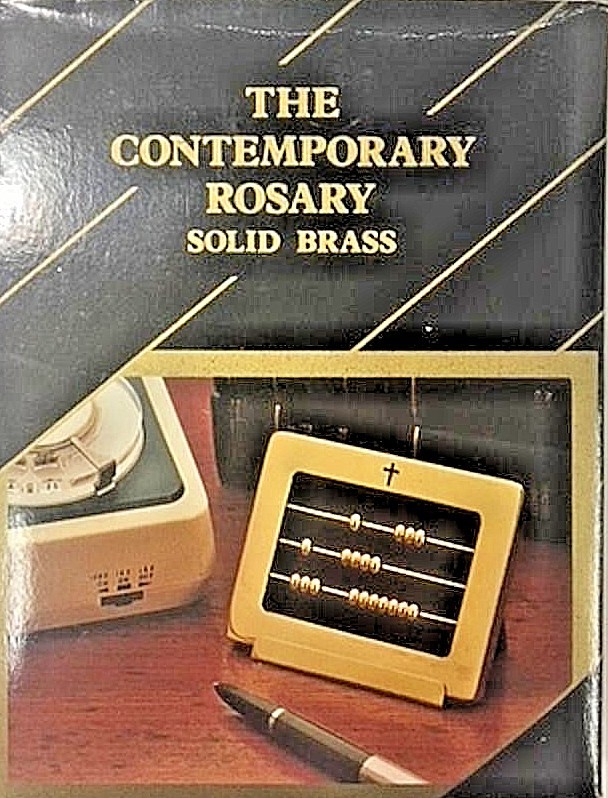 THE
CONTEMPORARY
ROSARY
SOLID BRASS